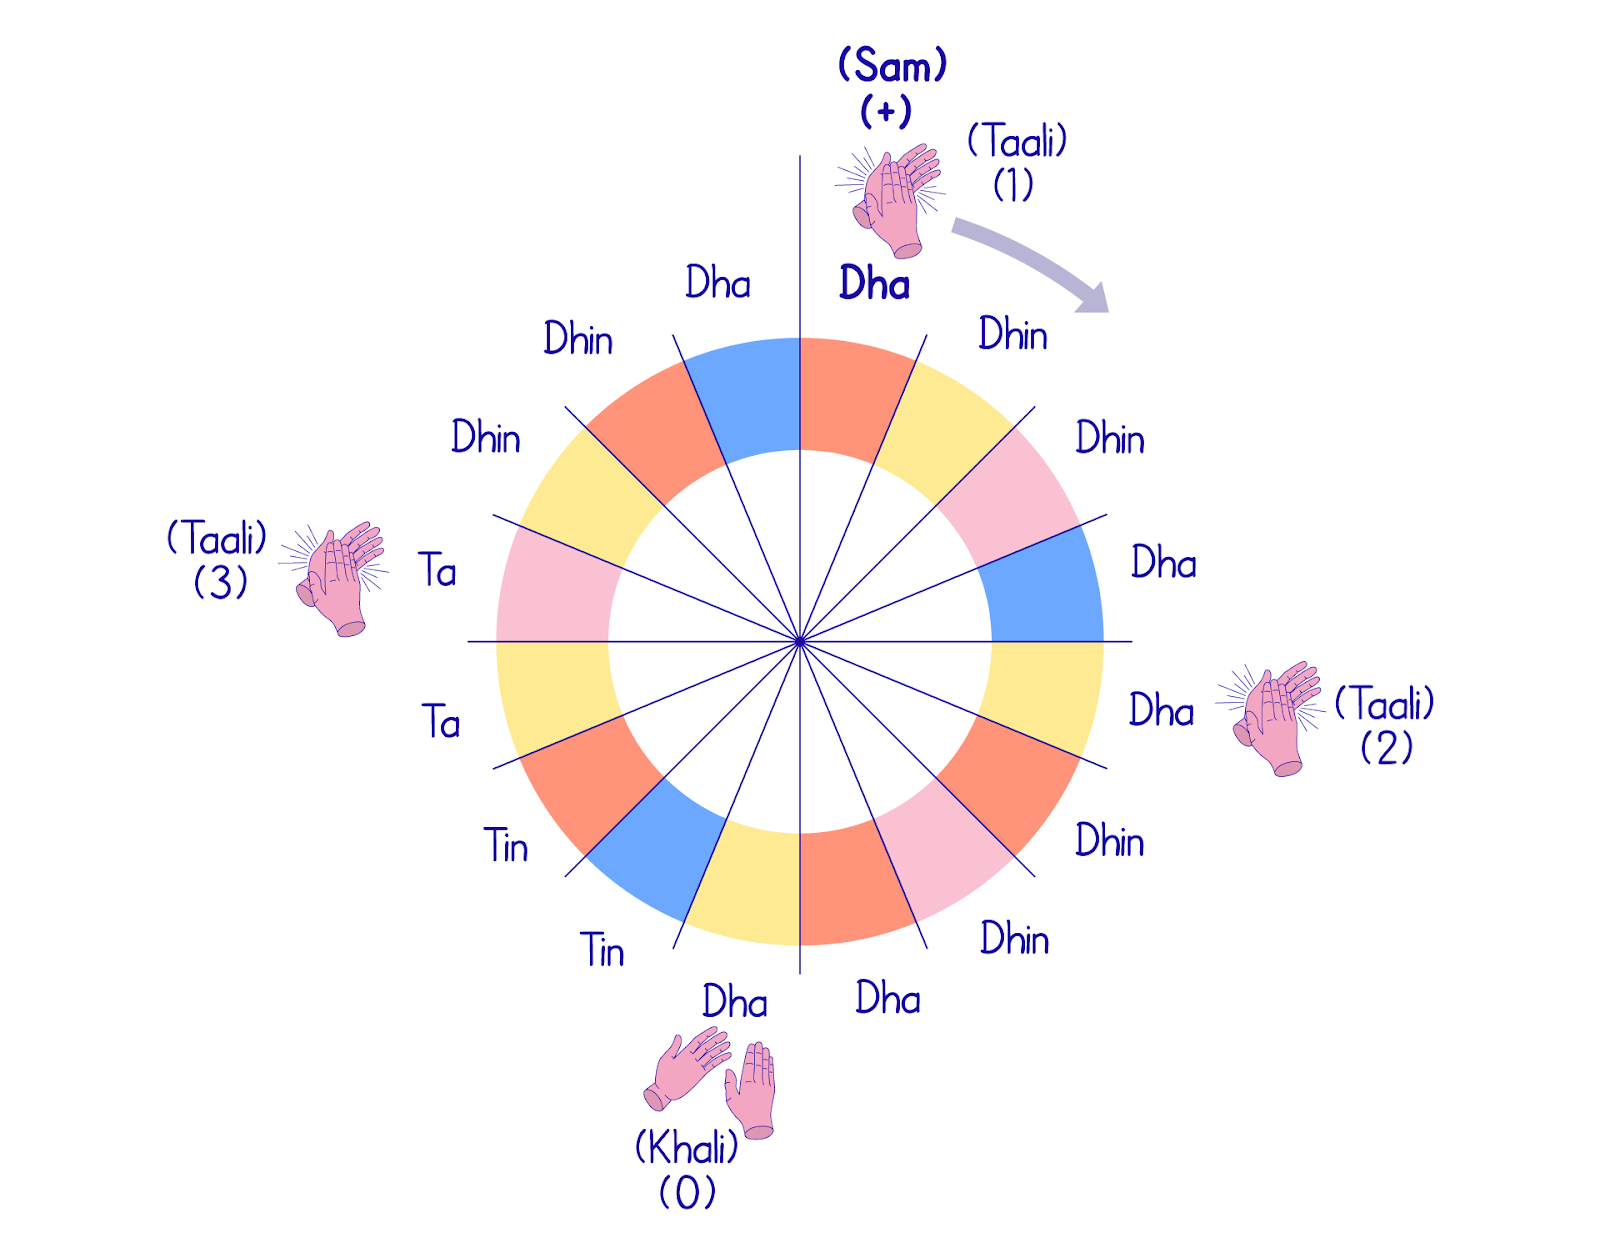 (Sam)
(+)
(Taali)
(1)
Dha
Dhin
Dhin
Dha
Dha
(Taali)
(2)
Dhin
Dhin
Dha
Dha
(Khali)
(0)
Tin
Tin
Ta
Ta
(Taali)
(3)
Dhin
Dhin
Dha